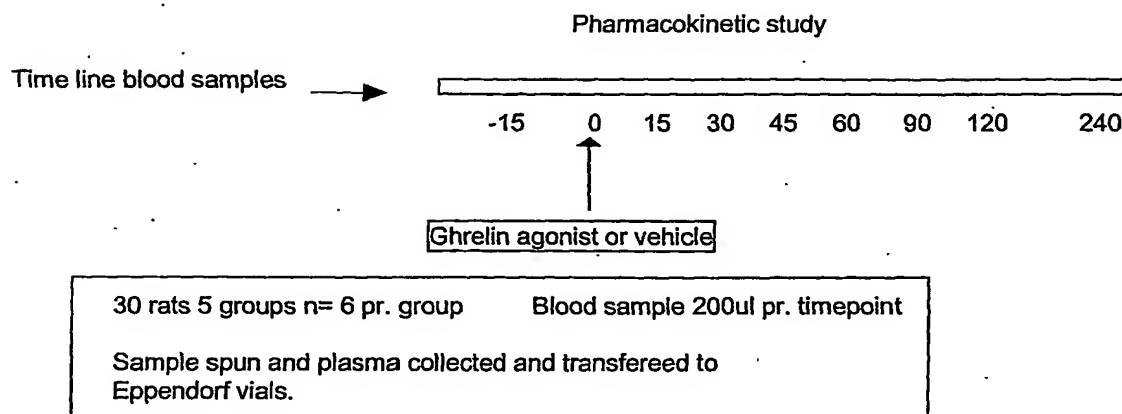 Pharmacokinetic study
Time line blood samples
-15 0 15 30 45 60 90 120 240
Ghrelin agonist or vehicle
30 rats 5 groups n= 6 pr. group Blood sample 200ul pr. timepoint
Sample spun and plasma collected and transfereed to
Eppendorf vials.